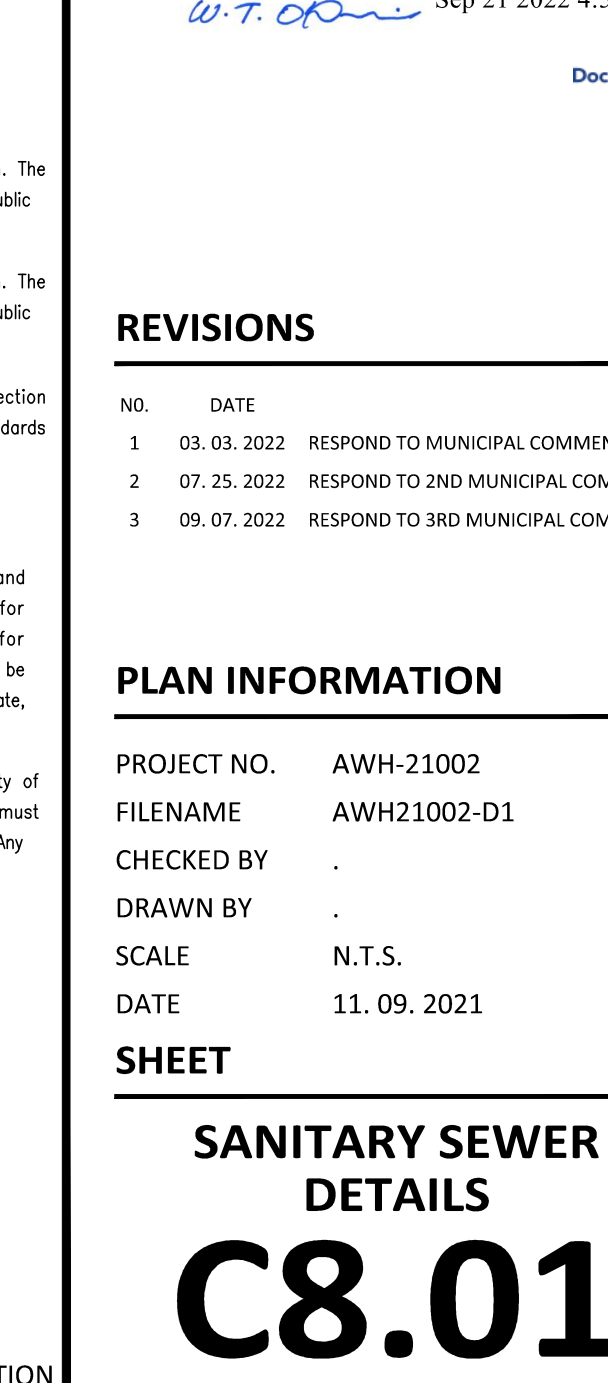 W.T. O
Sep 21 2022 4:
Doc
. The
ublic
. The
ublic
ection
dards
and
for
for
be
ate,
ty of
must
Any
TION
REVISIONS
NO. DATE
1 03. 03. 2022 RESPOND TO MUNICIPAL COMMEN
2 07. 25. 2022 RESPOND TO 2ND MUNICIPAL COM
3 09. 07. 2022 RESPOND TO 3RD MUNICIPAL COM
PLAN INFORMATION
PROJECT NO. AWH-21002
FILENAME AWH21002-D1
CHECKED BY .
DRAWN BY .
SCALE N.T.S.
DATE 11. 09. 2021
SHEET
SANITARY SEWER
DETAILS
C8.01